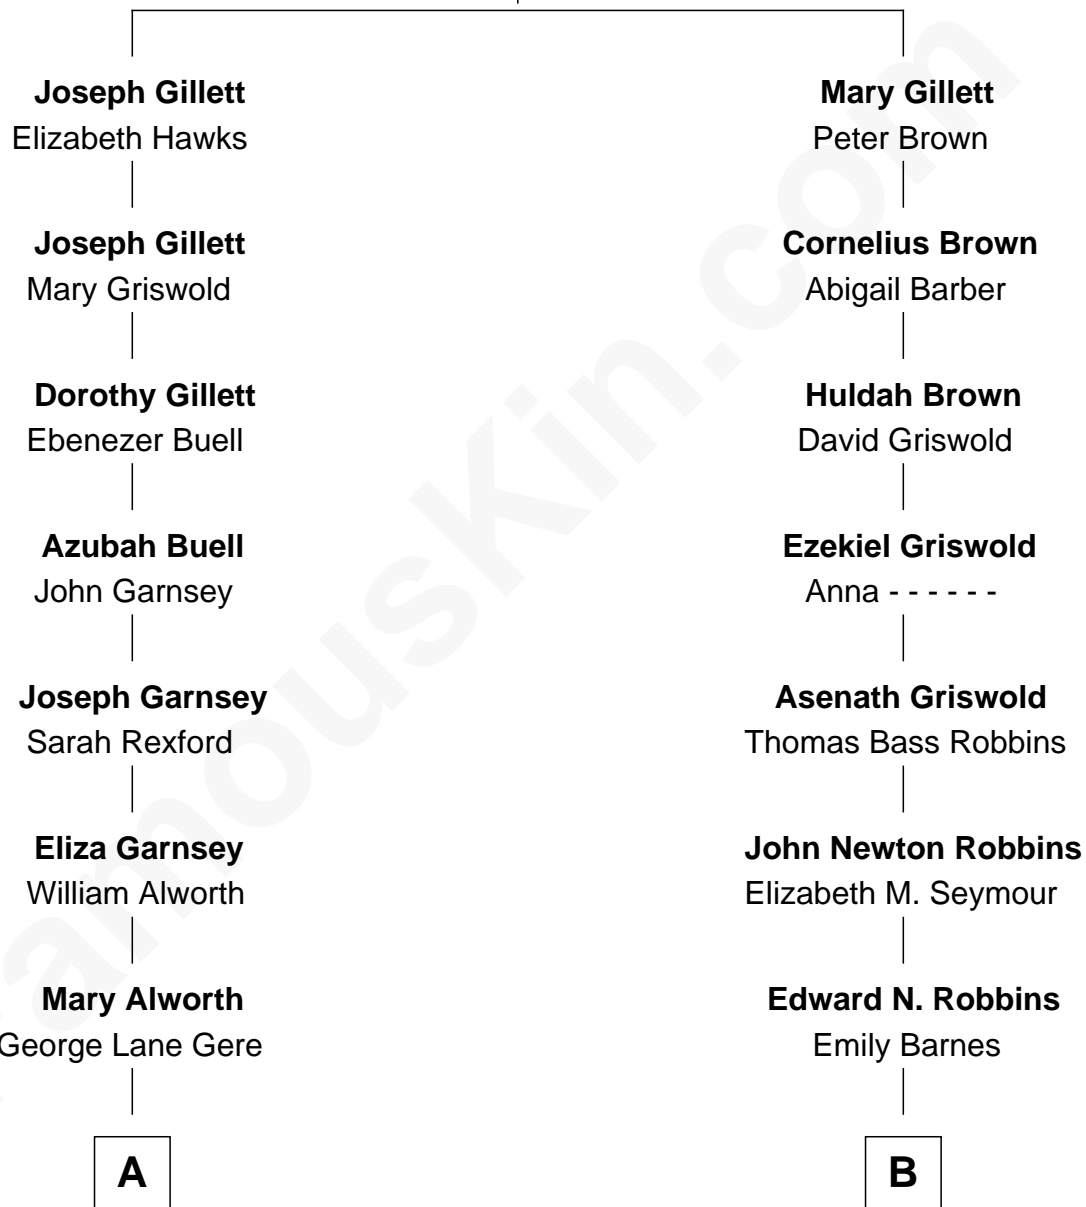 Joseph Gillett
Elizabeth Hawks
Mary Gillett
Peter Brown
Joseph Gillett
Mary Griswold
Cornelius Brown
Abigail Barber
Dorothy Gillett
Ebenezer Buell
Huldah Brown
David Griswold
Azubah Buell
John Garnsey
Ezekiel Griswold
Anna - - - - - -
Joseph Garnsey
Sarah Rexford
Asenath Griswold
Thomas Bass Robbins
Eliza Garnsey
William Alworth
John Newton Robbins
Elizabeth M. Seymour
Mary Alworth
George Lane Gere
Edward N. Robbins
Emily Barnes
A
B
FamousKin.com